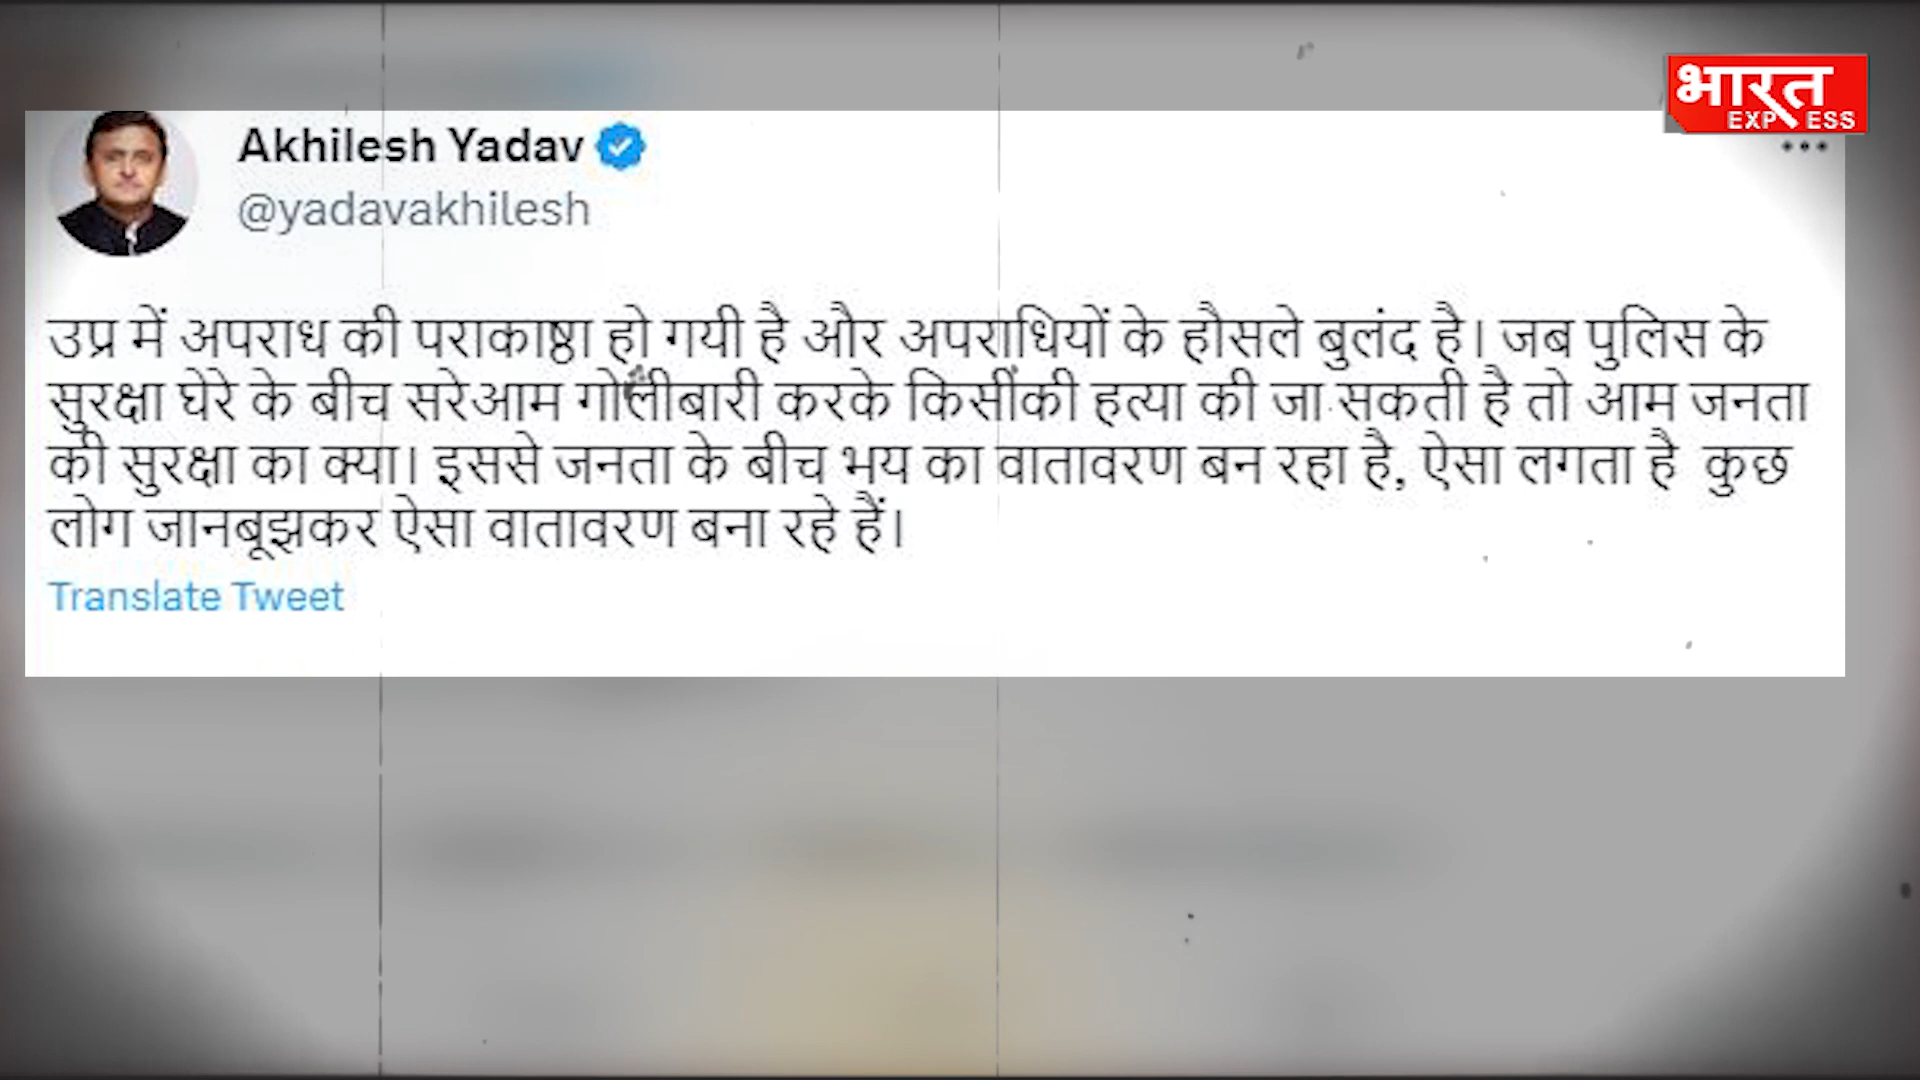 भारत
EXPRESS
Akhilesh Yadav
@yadavakhilesh
उप्र में अपराध की पराकाष्ठा हो गयी है और अपराधियों के हौसले बुलंद है। जब पुलिस के
सुरक्षा घेरे के बीच सरेआम गोलीबारी करके किसीकी हत्या की जा सकती है तो आम जनता
की सुरक्षा का क्या। इससे जनता के बीच भय का वातावरण बन रहा है, ऐसा लगता है कुछ
लोग जानबूझकर ऐसा वातावरण बना रहे हैं।
Translate Tweet